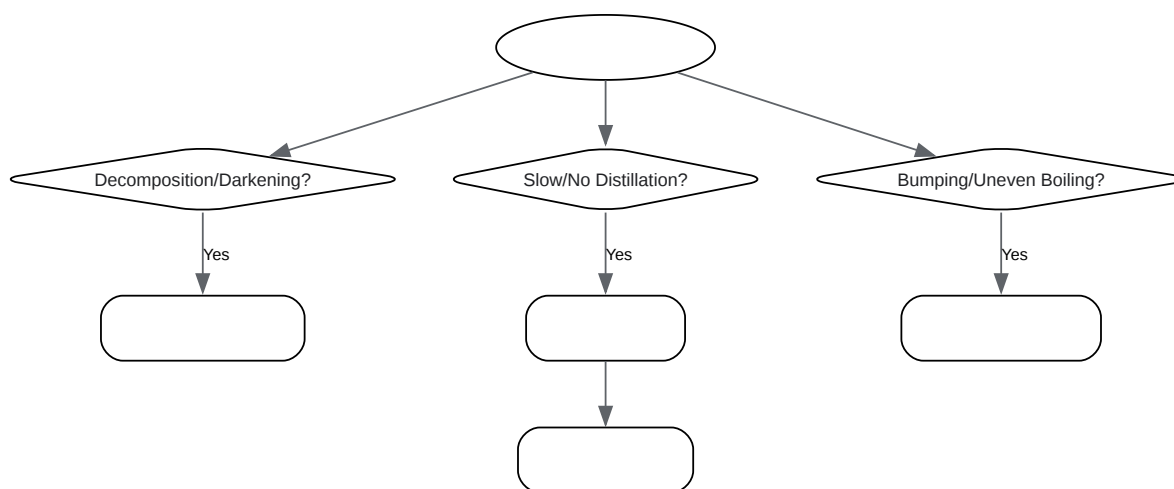 Decomposition/Darkening?
Slow/No Distillation?
Bumping/Uneven Boiling?
Yes
Yes
Yes